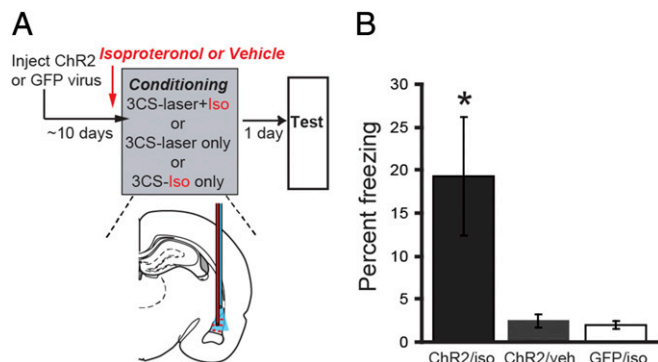 A
Isoproteronol or Vehicle
Inject ChR2
or GFP virus
~10 days
Conditioning
3CS-laser+Iso
or
3CS-laser only
or
3CS-Iso only
1 day
Test
B
Percent freezing
30
25
20
15
10
5
0
*
ChR2/iso ChR2/veh GFP/iso